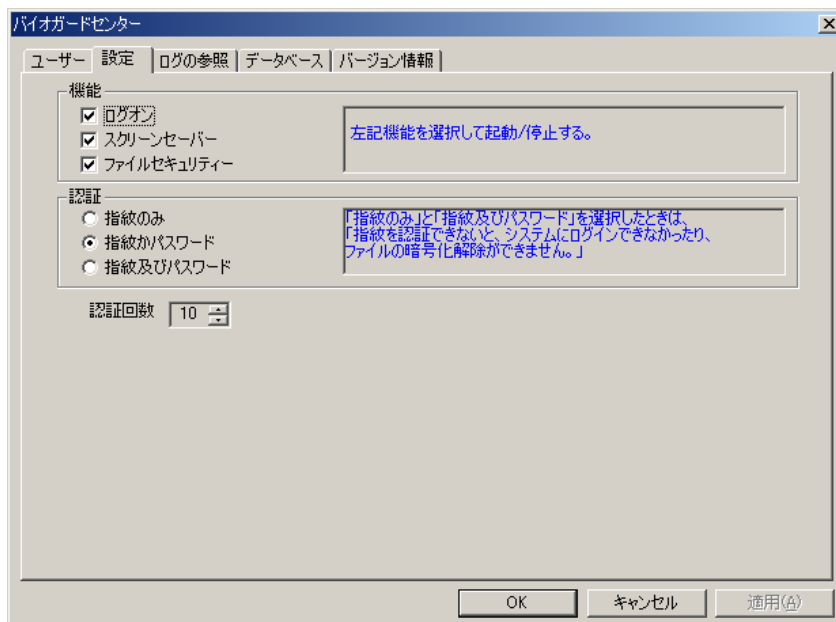 バイオガードセンター
ユーザー 設定 ログの参照 データベース バージョン情報
機能
ログオン
スクリーンセーバー
ファイルセキュリティー
左記機能を選択して起動/停止する。
認証
指紋のみ
指紋かパスワード
指紋及びパスワード
「指紋のみ」と「指紋及びパスワード」を選択したときは、
「指紋を認証できないと、システムにログインできなかったり、
ファイルの暗号化解除ができません。」
認証回数 10
OK キャンセル 適用(A)